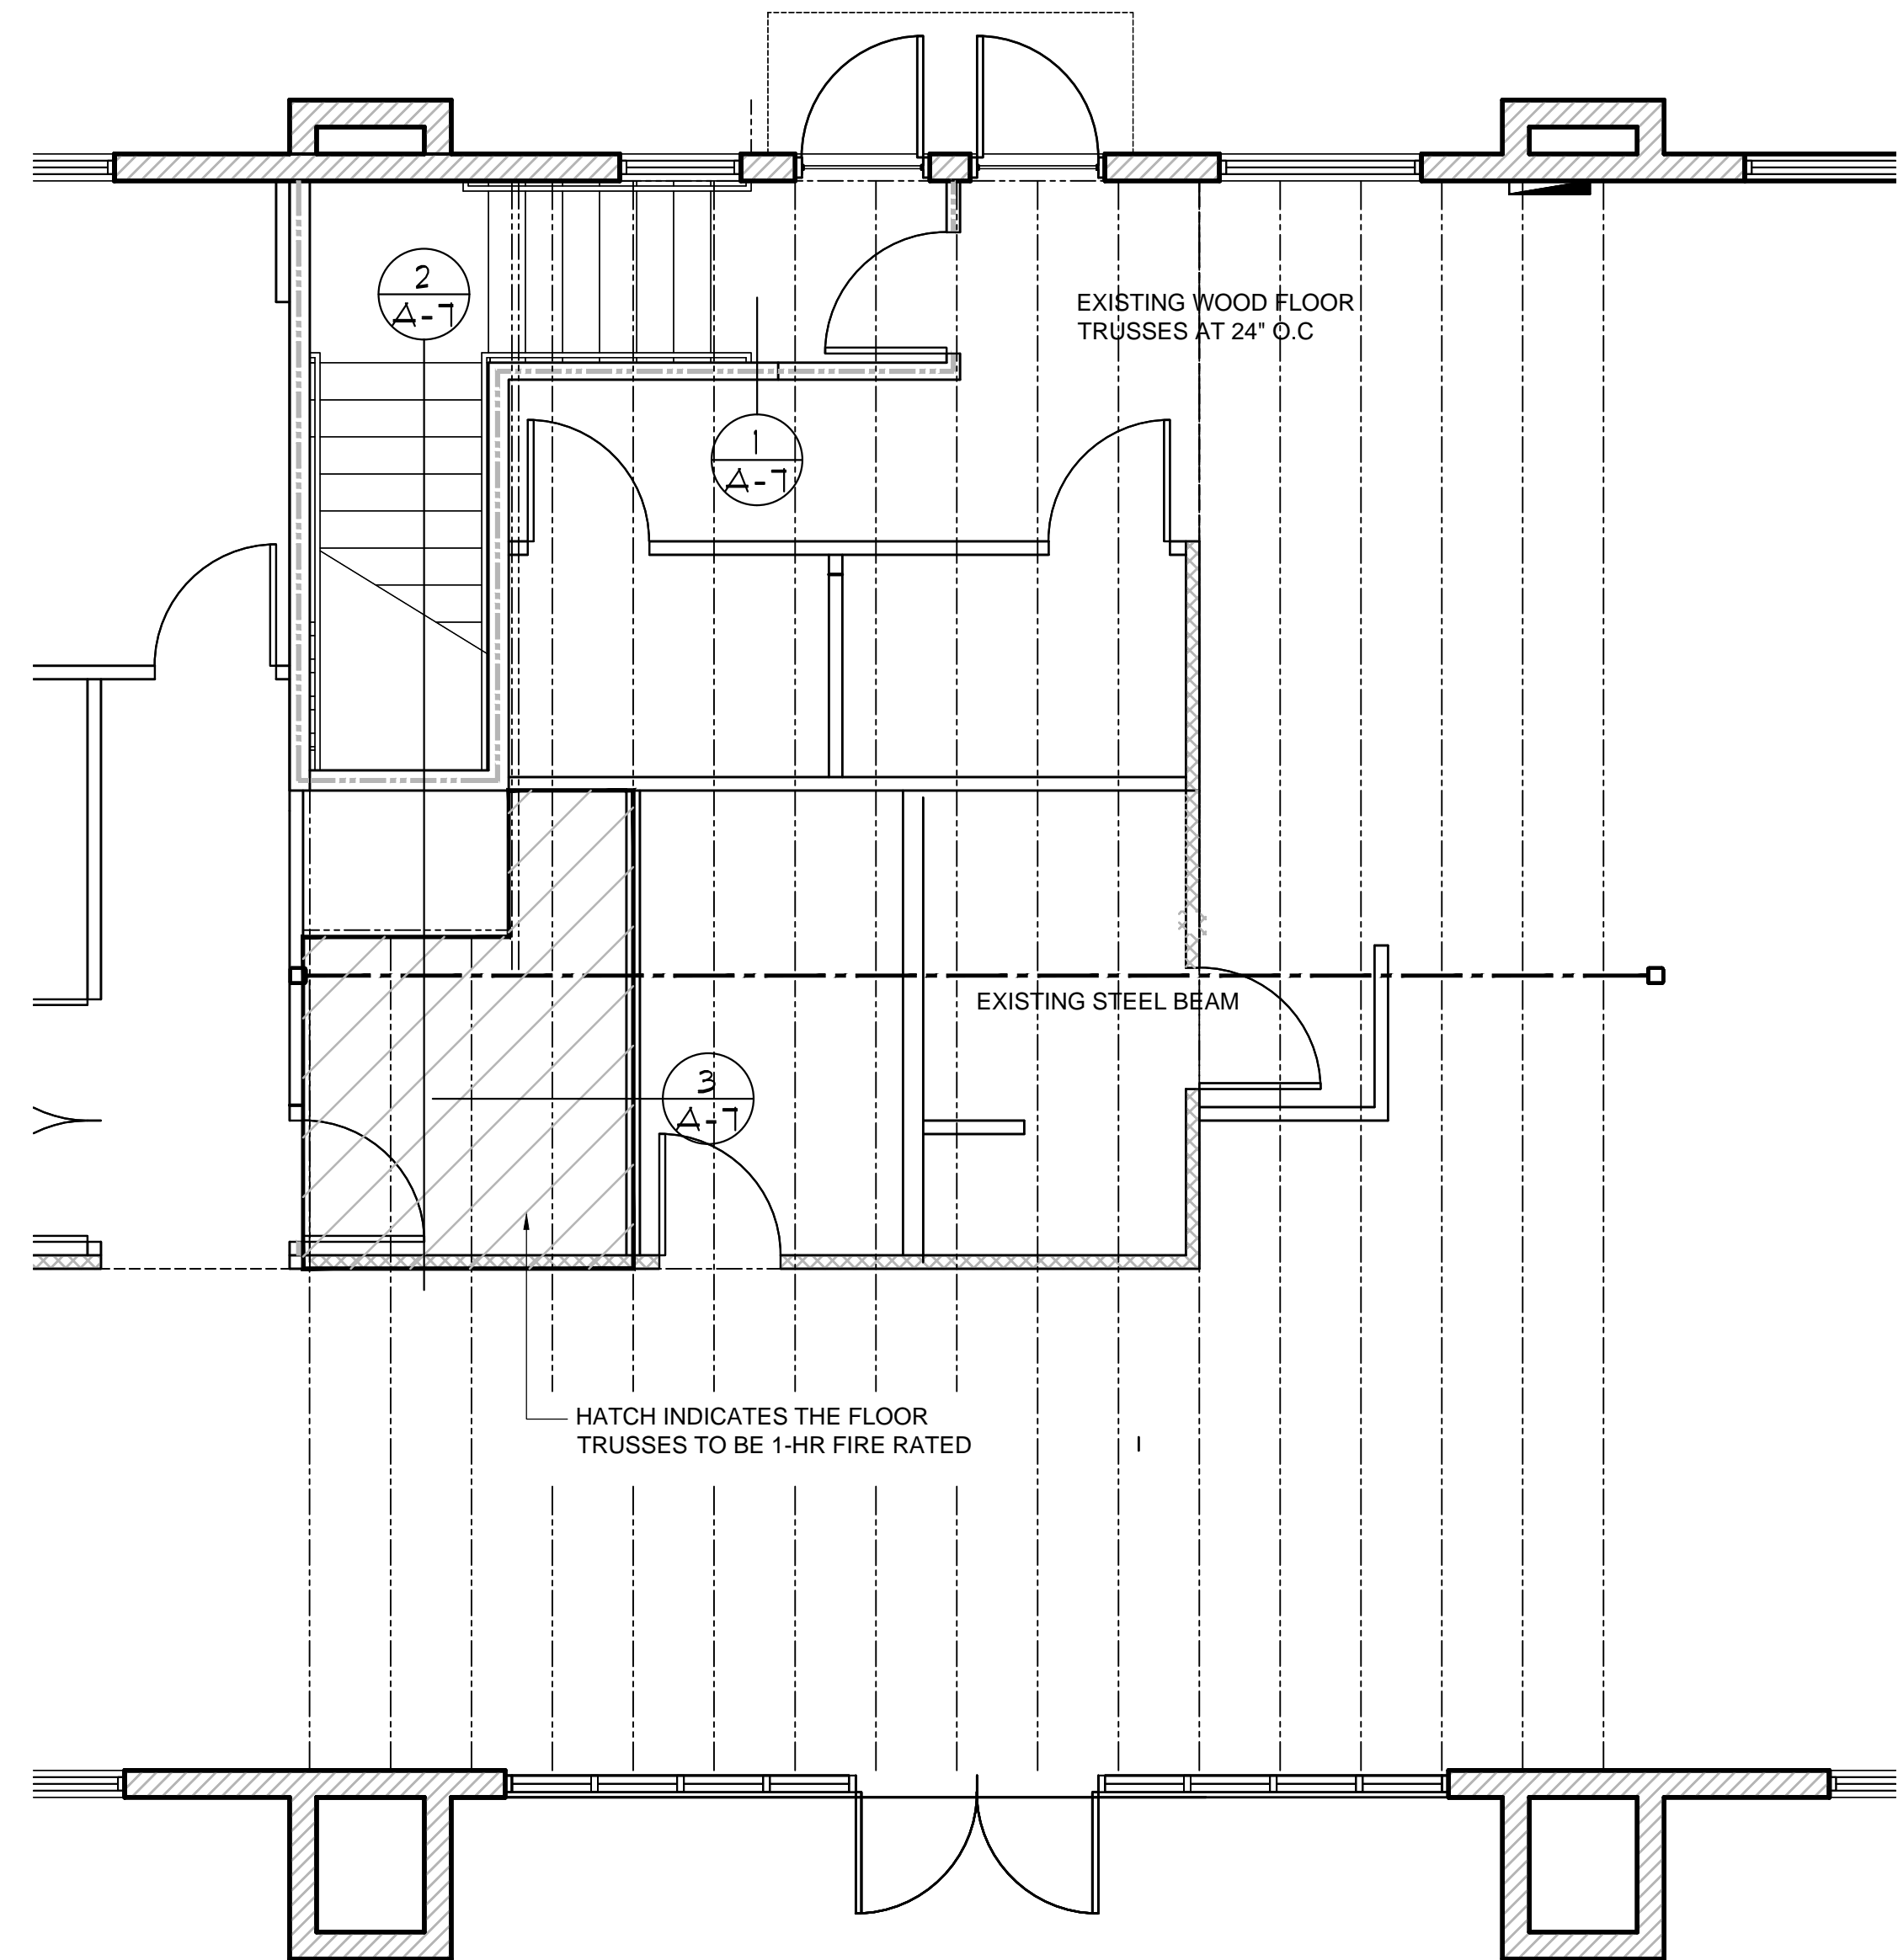 2
A-7
EXISTING WOOD FLOOR
TRUSSES AT 24" O.C
1
A-7
EXISTING STEEL BEAM
3
A-7
HATCH INDICATES THE FLOOR
TRUSSES TO BE 1-HR FIRE RATED